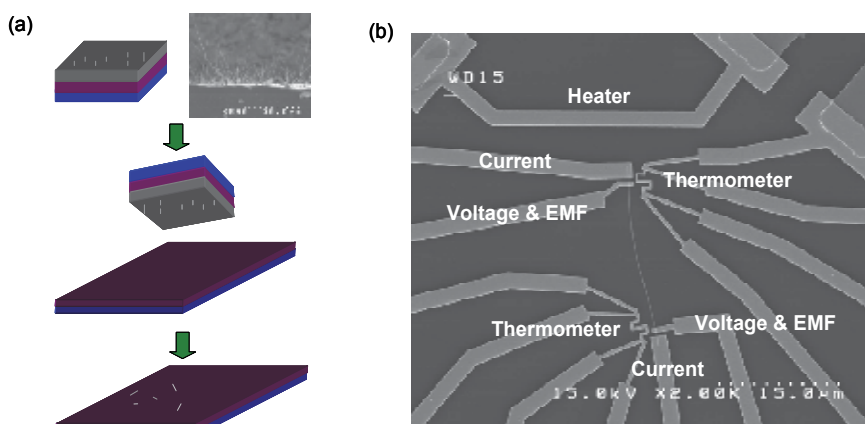 (a)
(b)
WD15
Heater
Current
Thermometer
Voltage & EMF
Thermometer
Voltage & EMF
Current
15.0kV X2.00K 15.0µm